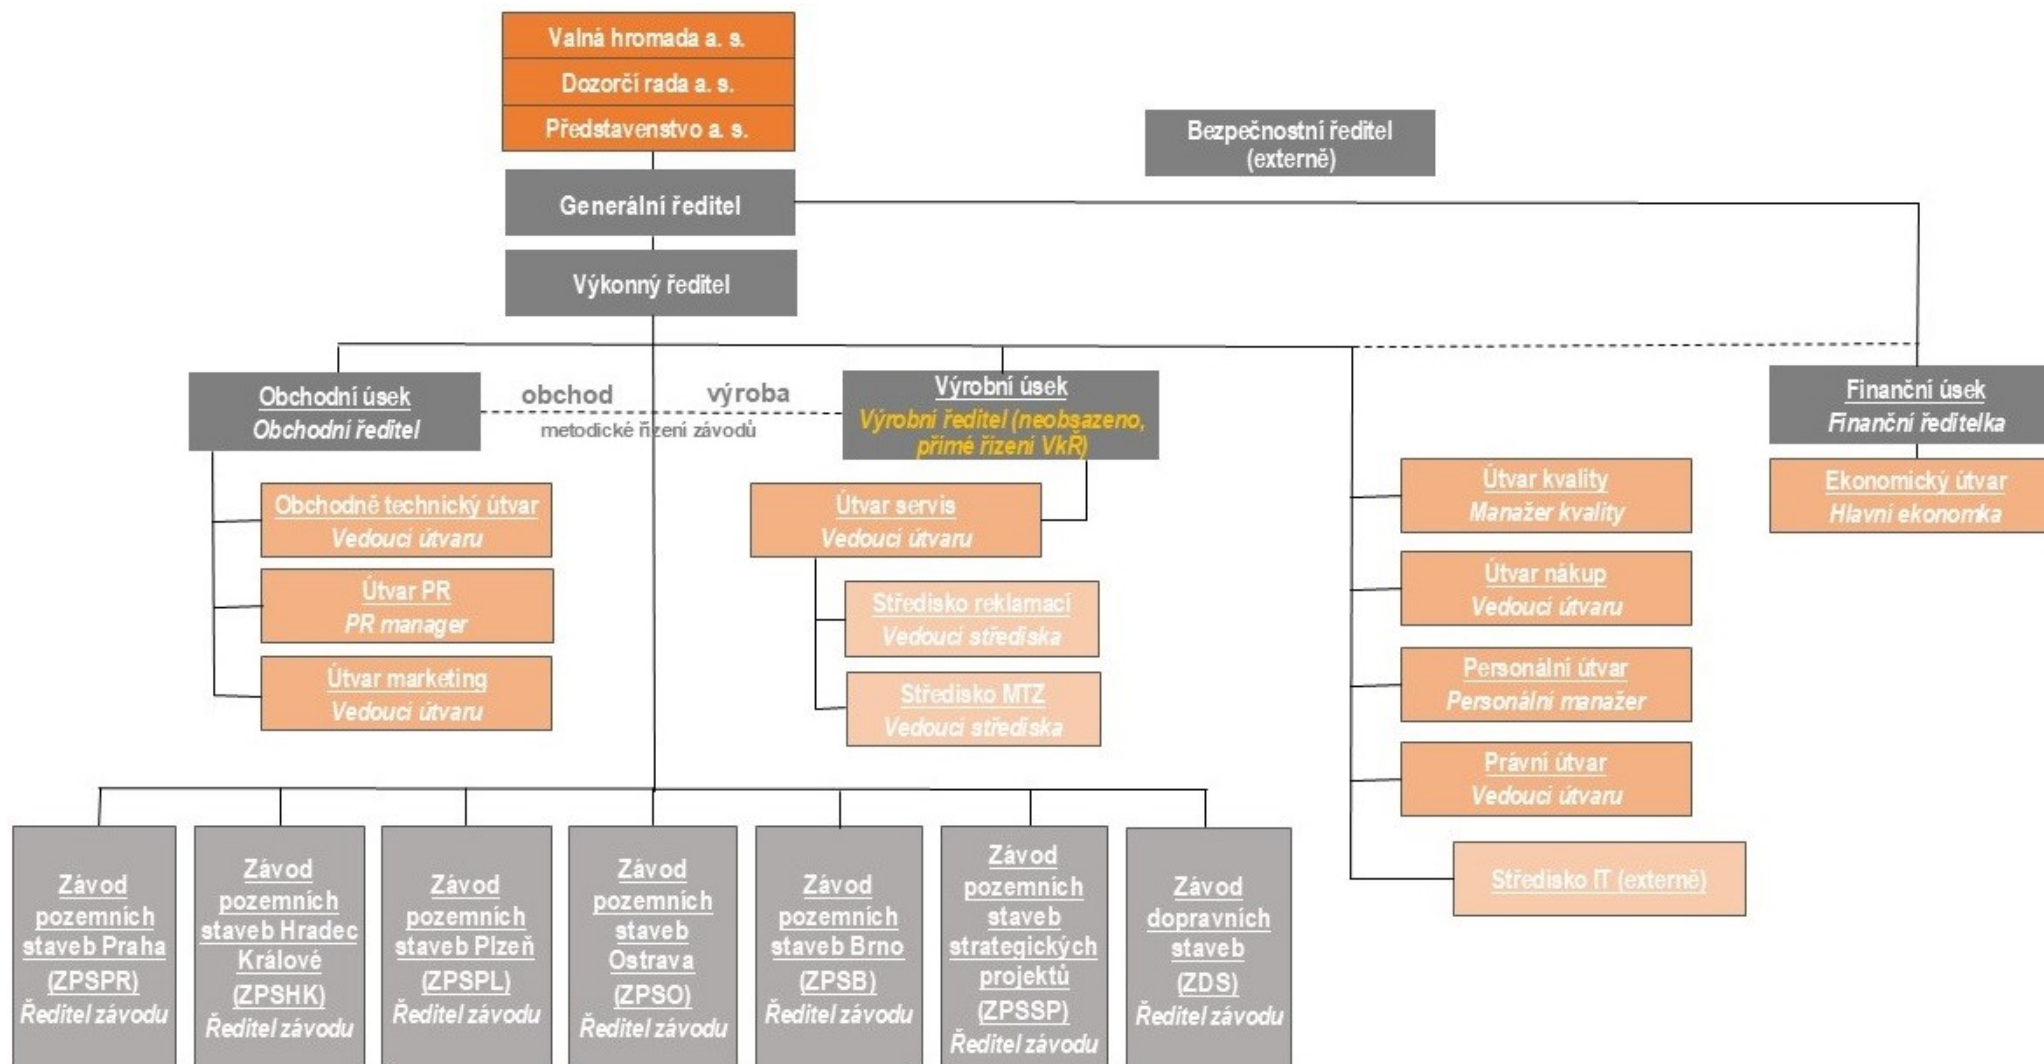 Valná hromada a. s.
Dozorčí rada a. s.
Představenstvo a. s.
Bezpečnostní ředitel
(externě)
Generální ředitel
Výkonný ředitel
Obchodní úsek
Obchodní ředitel
obchod
výroba
metodické řízení závodů
Výrobní úsek
Výrobní ředitel (neobsazeno,
přímé řízení VkŘ)
Finanční úsek
Finanční ředitelka
Obchodně technický útvar
Vedoucí útvaru
Útvar PR
PR manager
Útvar marketing
Vedoucí útvaru
Útvar servis
Vedoucí útvaru
Středisko reklamací
Vedoucí střediska
Středisko MTZ
Vedoucí střediska
Útvar kvality
Manažer kvality
Útvar nákup
Vedoucí útvaru
Personální útvar
Personální manažer
Právní útvar
Vedoucí útvaru
Středisko IT (externě)
Ekonomický útvar
Hlavní ekonomka
Závod
pozemních
staveb Praha
(ZPSPR)
Ředitel závodu
Závod
pozemních
staveb Hradec
Králové
(ZPSHK)
Ředitel závodu
Závod
pozemních
staveb Plzeň
(ZPSPL)
Ředitel závodu
Závod
pozemních
staveb
Ostrava
(ZPSO)
Ředitel závodu
Závod
pozemních
staveb Brno
(ZPSB)
Ředitel závodu
Závod
pozemních
staveb
strategických
projektů
(ZPSSP)
Ředitel závodu
Závod
dopravních
staveb
(ZDS)
Ředitel závodu